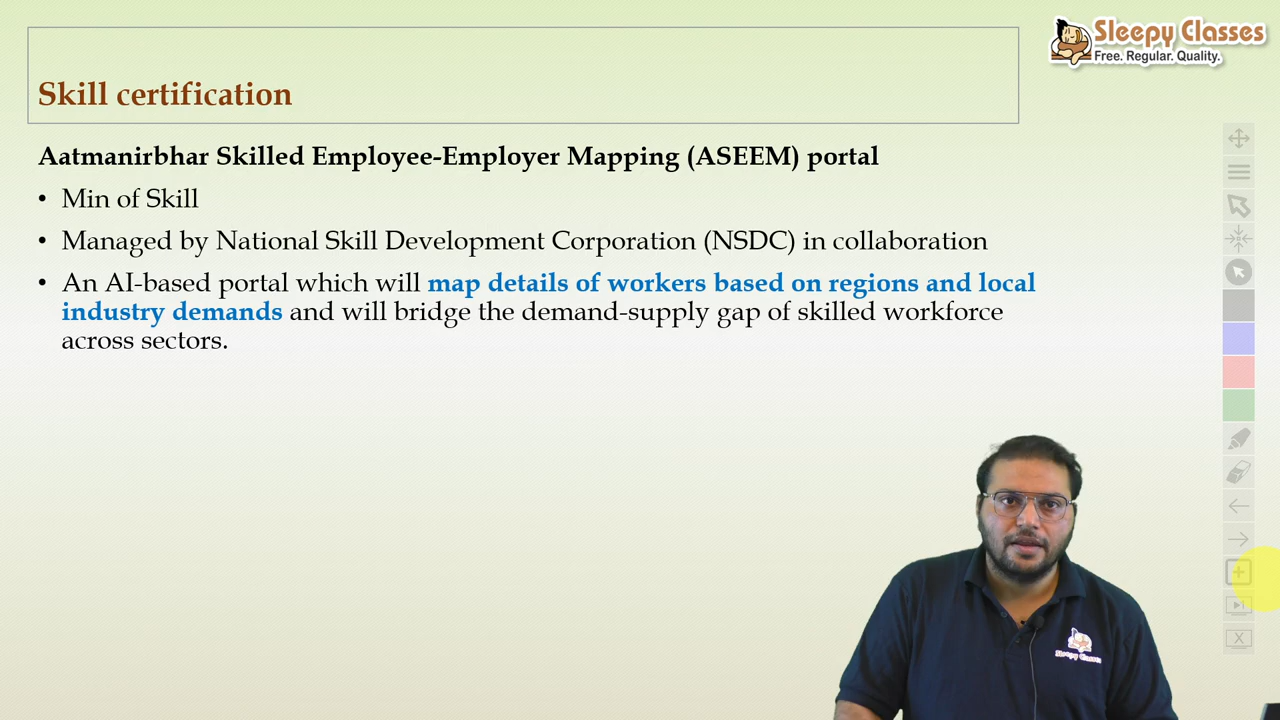 Sleepy Classes
Free. Regular. Quality.
Skill certification
Aatmanirbhar Skilled Employee-Employer Mapping (ASEEM) portal
• Min of Skill
• Managed by National Skill Development Corporation (NSDC) in collaboration
• An AI-based portal which will map details of workers based on regions and local
industry demands and will bridge the demand-supply gap of skilled workforce
across sectors.
Sleepy Classes